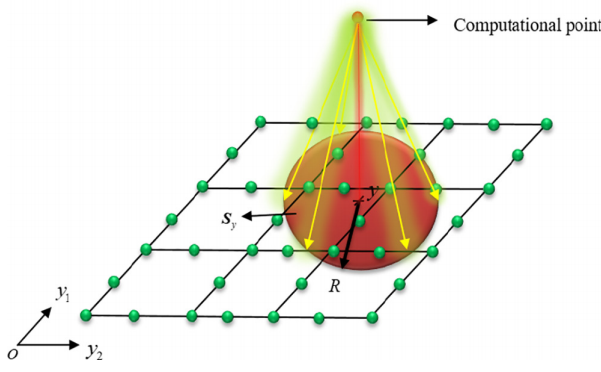 Computational point
y
S_y
R
y_1
O
y_2